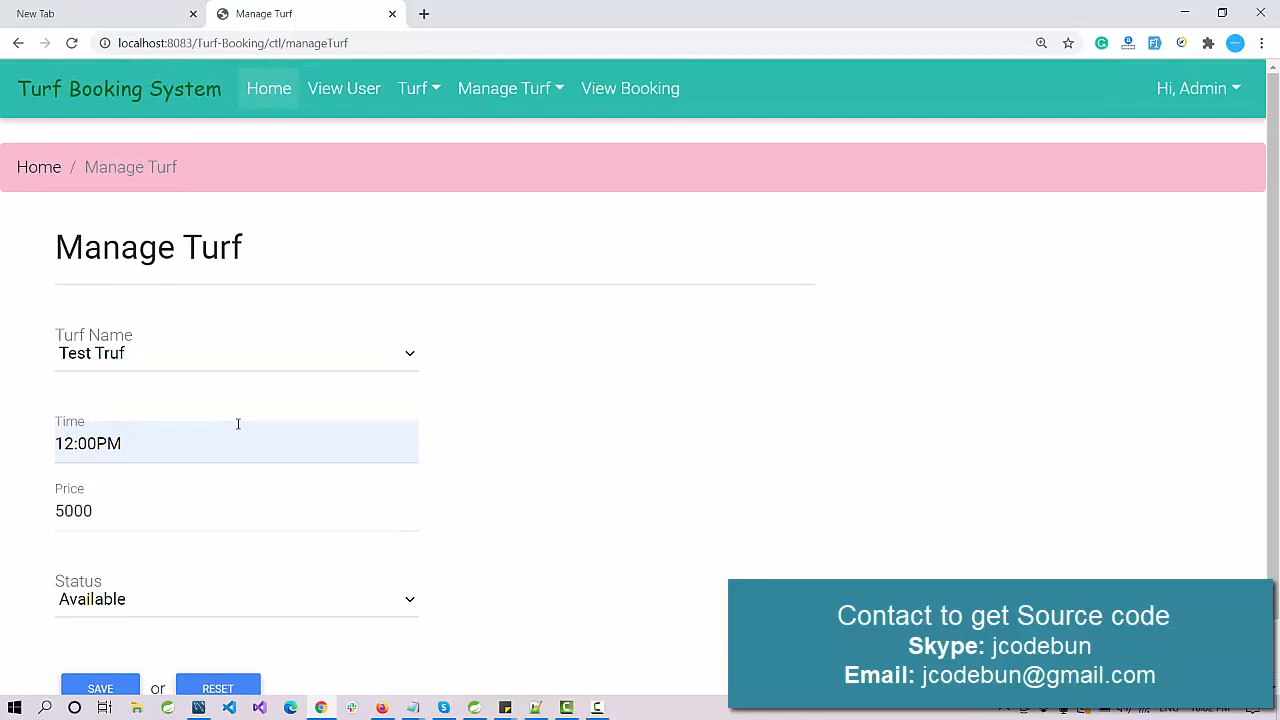 New Tab
Manage Turf
localhost:8083/Turf-Booking/ctl/manageTurf
Turf Booking System
Home
View User
Turf
Manage Turf
View Booking
Hi, Admin
Home / Manage Turf
Manage Turf
Turf Name
Test Truf
Time
12:00PM
Price
5000
Status
Available
SAVE or RESET
Contact to get Source code
Skype: jcodebun
Email: jcodebun@gmail.com